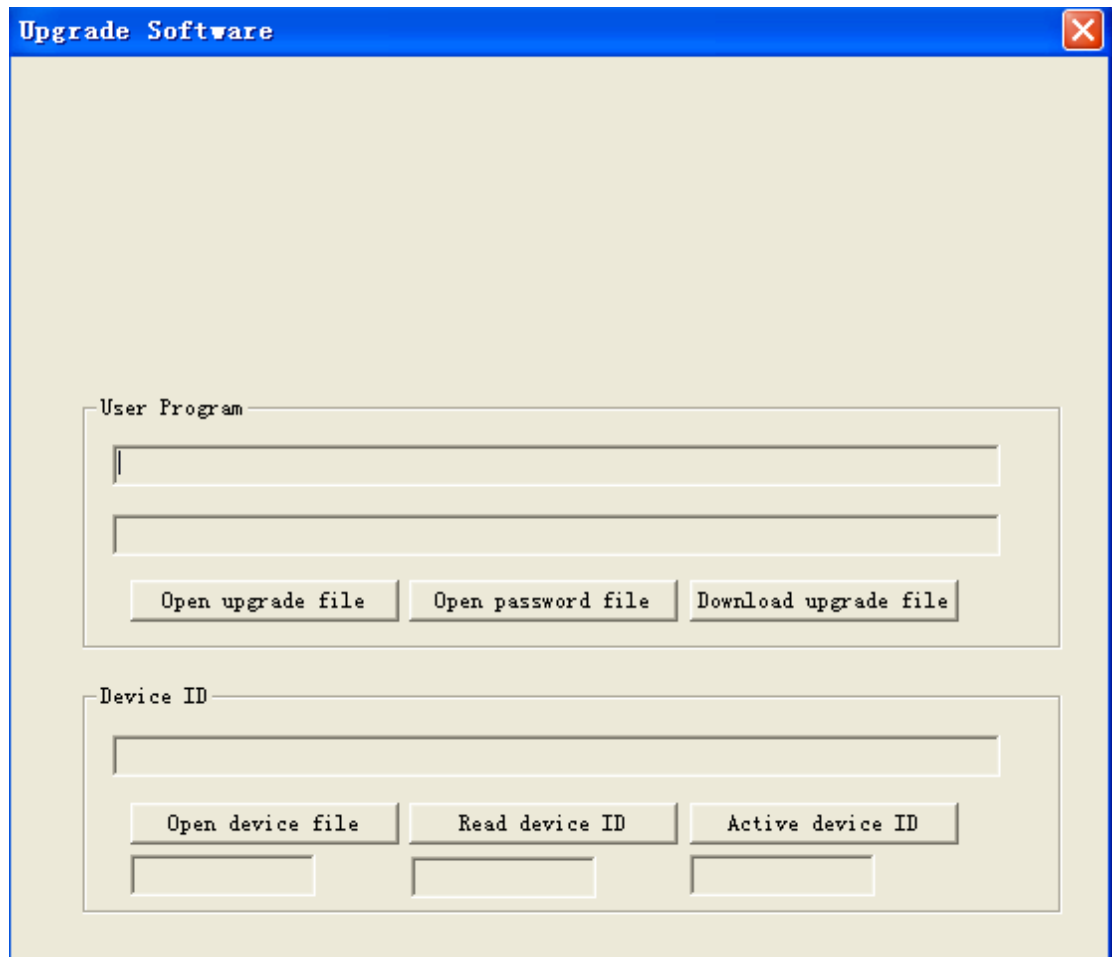 Upgrade Software
User Program
Open upgrade file
Open password file
Download upgrade file
Device ID
Open device file
Read device ID
Active device ID